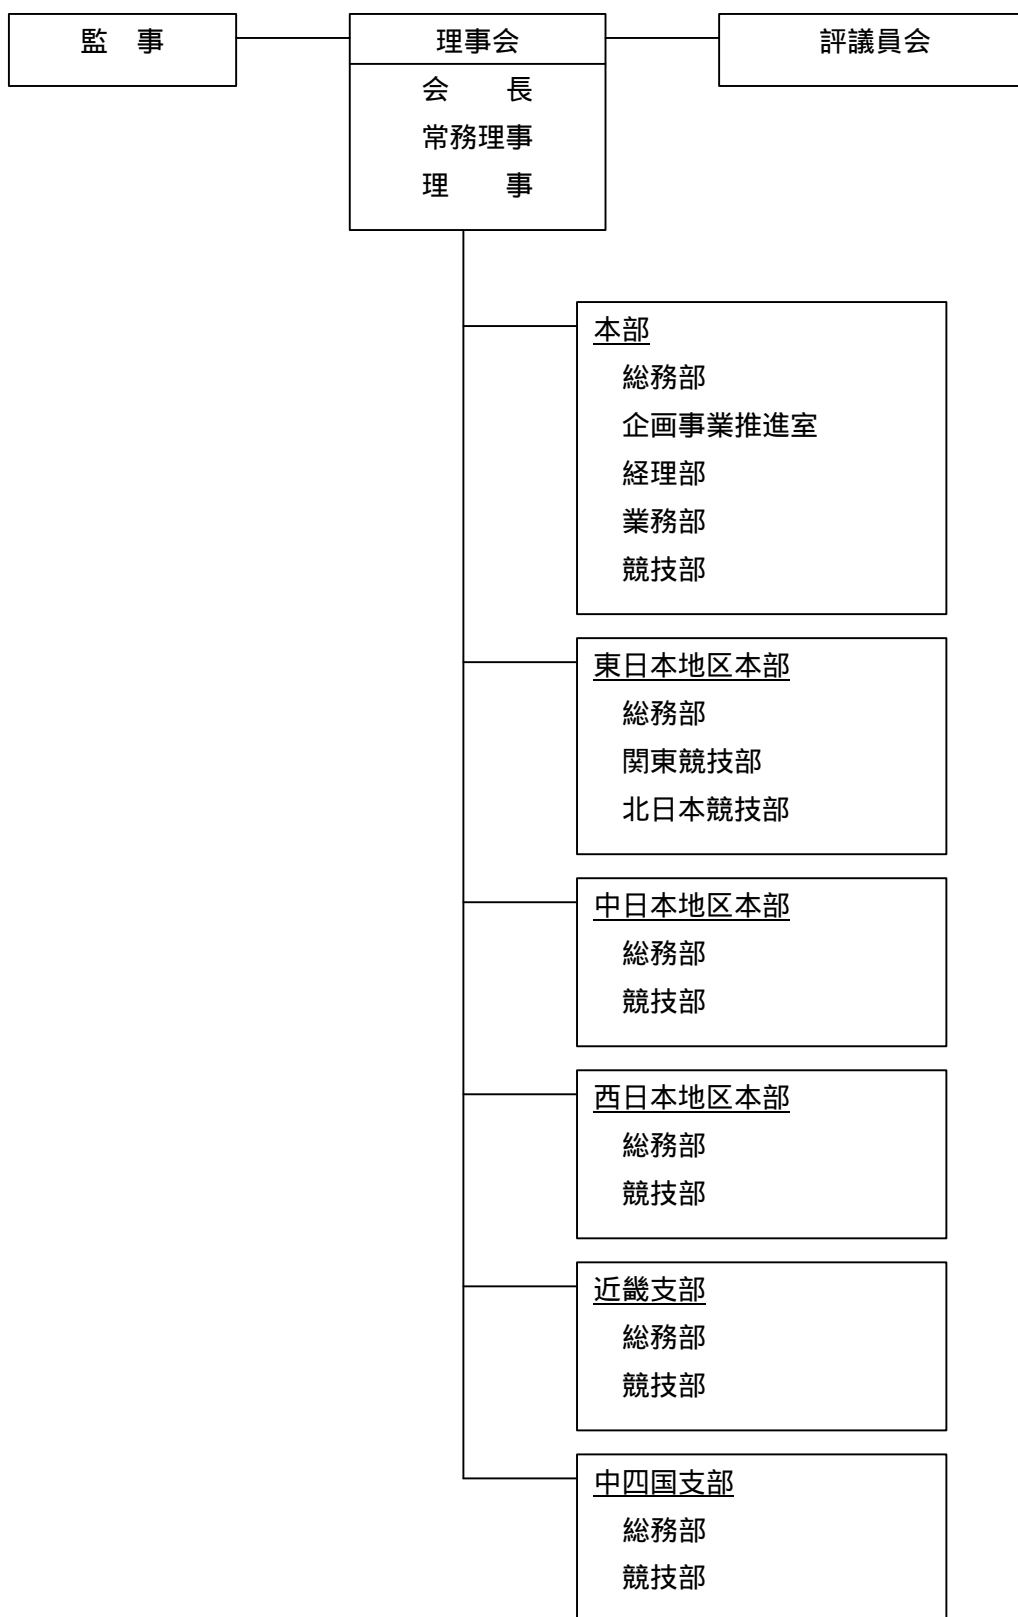 監　事
理事会
評議員会
会　　長
常務理事
理　　事
本部
総務部
企画事業推進室
経理部
業務部
競技部
東日本地区本部
総務部
関東競技部
北日本競技部
中日本地区本部
総務部
競技部
西日本地区本部
総務部
競技部
近畿支部
総務部
競技部
中四国支部
総務部
競技部